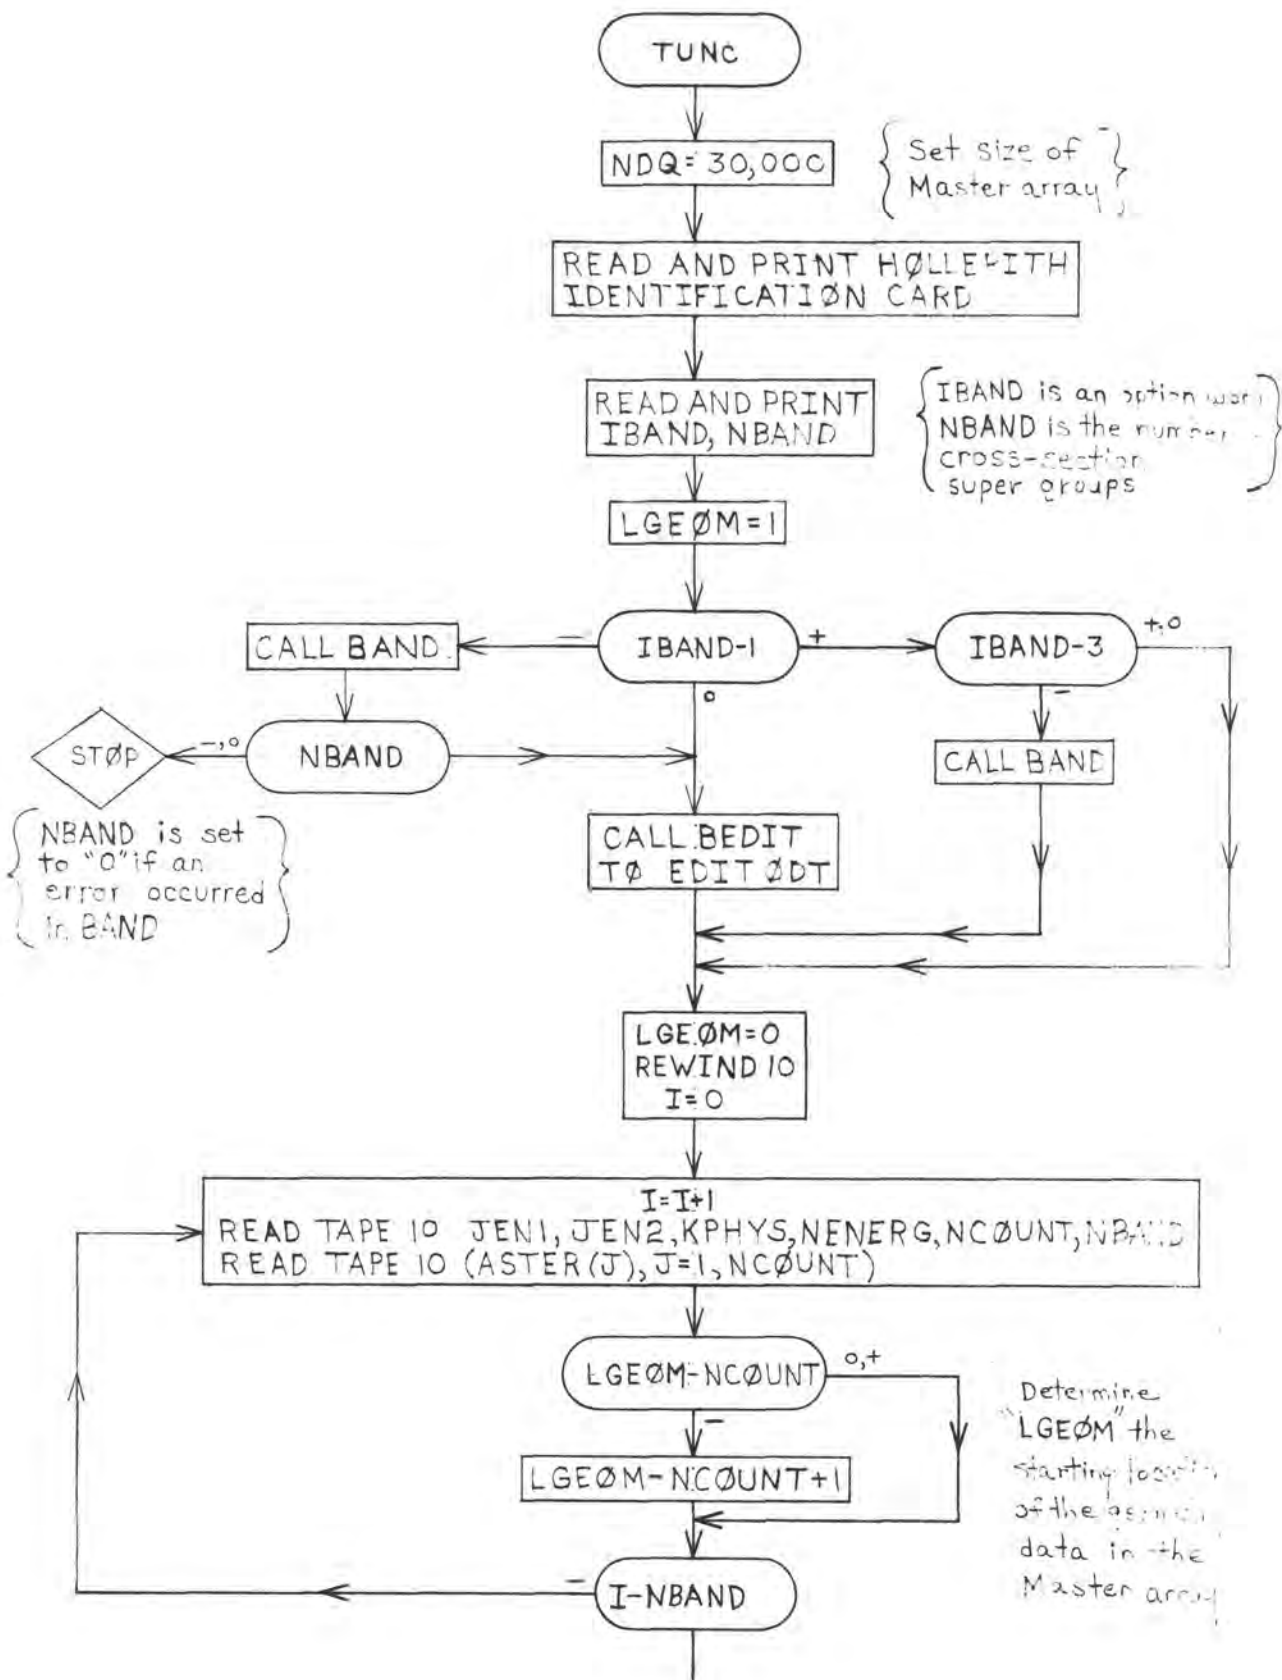 TUNC
NDQ=30,000
Set size of
Master array
READ AND PRINT HØLLERITH
IDENTIFICATIØN CARD
READ AND PRINT
IBAND, NBAND
IBAND is an option word
NBAND is the number
cross-section
super groups
LGEØM=1
CALL BAND
-
IBAND-1
+
IBAND-3
+,0
0
-
STØP
-,0
NBAND
CALL BAND
NBAND is set
to "0" if an
error occurred
in BAND
CALL BEDIT
TØ EDIT ØDT
LGEØM=0
REWIND 10
I=0
I=I+1
READ TAPE 10 JEN1, JEN2, KPHYS, NENERG, NCØUNT, NBAND
READ TAPE 10 (ASTER(J), J=1, NCØUNT)
LGEØM-NCØUNT
0,+
-
LGEØM-NCØUNT+1
Determine
"LGEØM" the
starting
of the
data in the
Master array
-
I-NBAND